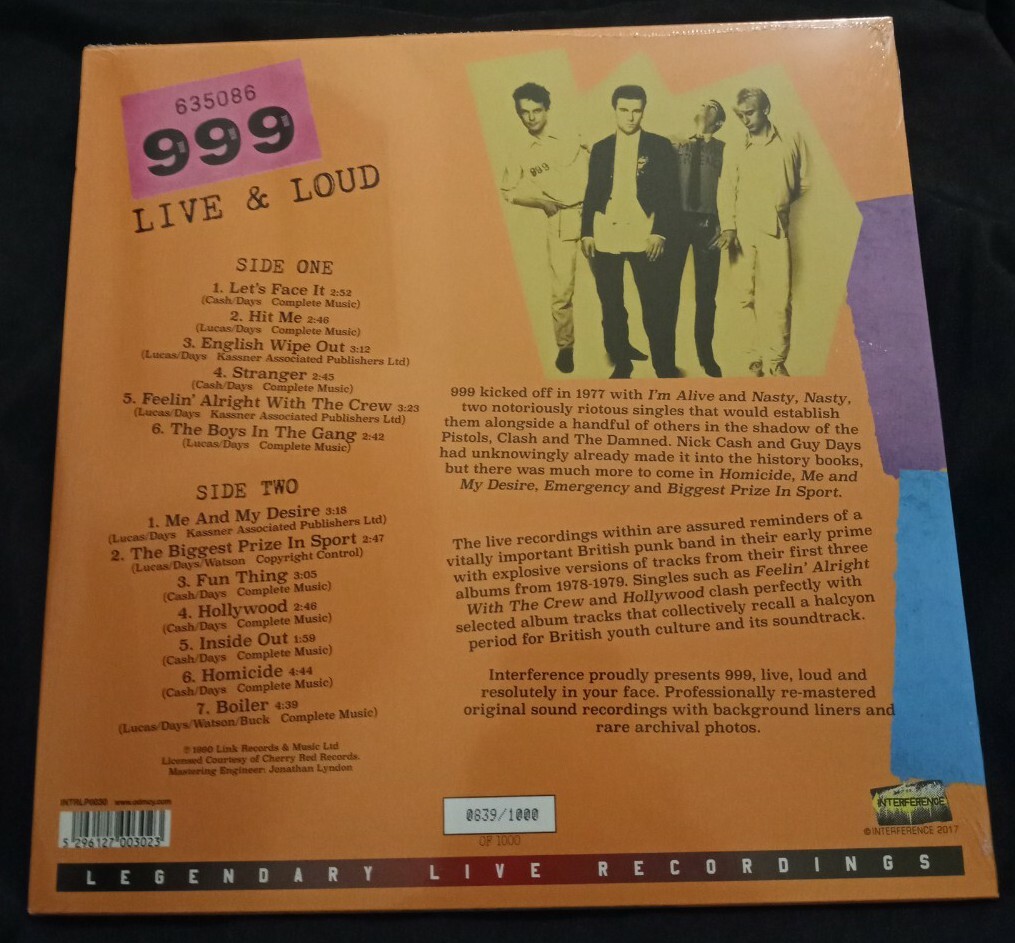 635086
999
LIVE & LOUD
SIDE ONE
1. Let's Face It 2:52
(Cash/Days Complete Music)
2. Hit Me 2:46
(Lucas/Days Complete Music)
3. English Wipe Out 3:12
(Lucas/Days Kassner Associated Publishers Ltd)
4. Stranger 2:45
(Cash/Days Complete Music)
5. Feelin' Alright With The Crew 3:23
(Lucas/Days Kassner Associated Publishers Ltd)
6. The Boys In The Gang 2:42
(Lucas/Days Complete Music)
SIDE TWO
1. Me And My Desire 3:18
(Lucas/Days Kassner Associated Publishers Ltd)
2. The Biggest Prize In Sport 2:47
(Lucas/Days/Watson Copyright Control)
3. Fun Thing 3:05
(Cash/Days Complete Music)
4. Hollywood 2:46
(Cash/Days Complete Music)
5. Inside Out 1:59
(Cash/Days Complete Music)
6. Homicide 4:44
(Cash/Days Complete Music)
7. Boiler 4:39
(Lucas/Days/Watson/Buck Complete Music)
℗ 1990 Link Records & Music Ltd
Licensed Courtesy of Cherry Red Records.
Mastering Engineer: Jonathan Lyndon
999
999 kicked off in 1977 with I'm Alive and Nasty, Nasty,
two notoriously riotous singles that would establish
them alongside a handful of others in the shadow of the
Pistols, Clash and The Damned. Nick Cash and Guy Days
had unknowingly already made it into the history books,
but there was much more to come in Homicide, Me and
My Desire, Emergency and Biggest Prize In Sport.
The live recordings within are assured reminders of a
vitally important British punk band in their early prime
with explosive versions of tracks from their first three
albums from 1978-1979. Singles such as Feelin' Alright
With The Crew and Hollywood clash perfectly with
selected album tracks that collectively recall a halcyon
period for British youth culture and its soundtrack.
Interference proudly presents 999, live, loud and
resolutely in your face. Professionally re-mastered
original sound recordings with background liners and
rare archival photos.
INTRLP0230 www.odmcy.com
5 296127 003023
0839/1000
OF 1000
INTERFERENCE
© INTERFERENCE 2017
LEGENDARY LIVE RECORDINGS